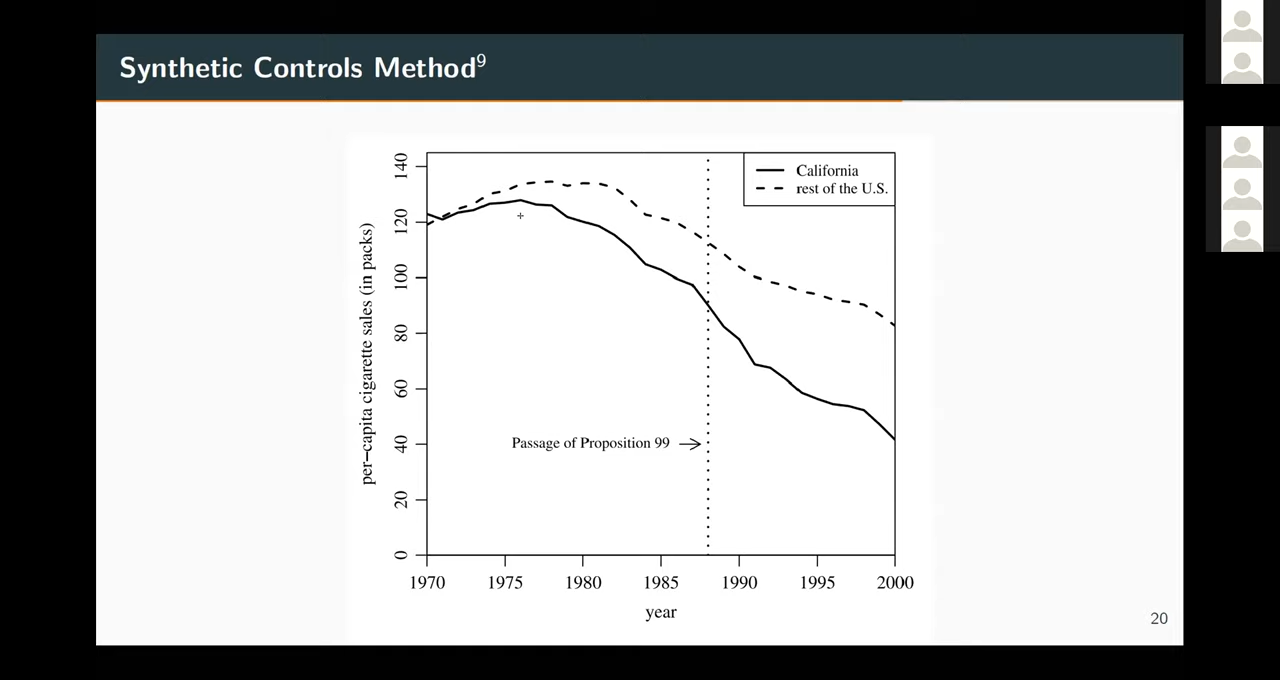 Synthetic Controls Method9
California
rest of the U.S.
140
120
100
80
60
40
20
0
per−capita cigarette sales (in packs)
Passage of Proposition 99
1970 1975 1980 1985 1990 1995 2000
year
20